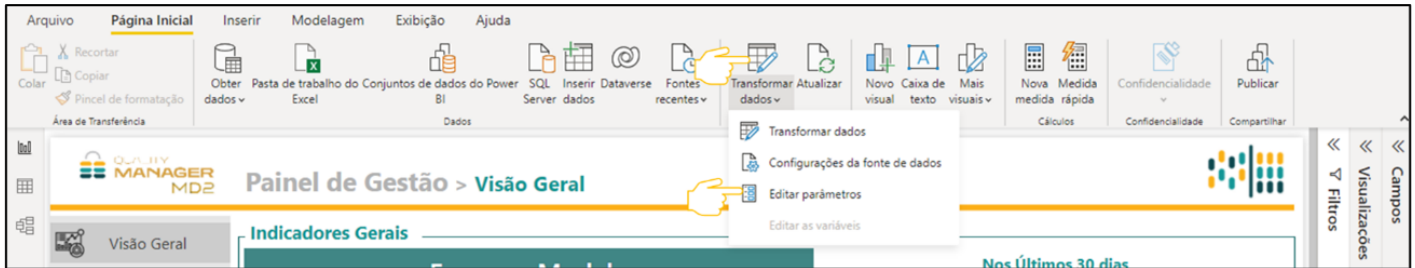 Arquivo Página Inicial Inserir Modelagem Exibição Ajuda
Colar
Recortar
Copiar
Pincel de formatação
Área de Transferência
Obter dados
Pasta de trabalho do Excel
Conjuntos de dados do Power BI
SQL Server
Inserir dados
Dataverse
Fontes recentes
Dados
Transformar dados
Atualizar
Novo visual
Caixa de texto
Mais visuais
Nova medida
Medida rápida
Cálculos
Confidencialidade
Confidencialidade
Publicar
Compartilhar
Transformar dados
Configurações da fonte de dados
Editar parâmetros
Editar as variáveis
MANAGER
MD2
Painel de Gestão > Visão Geral
Visão Geral
Indicadores Gerais
Nos Últimos 30 dias
Filtros
Visualizações
Campos